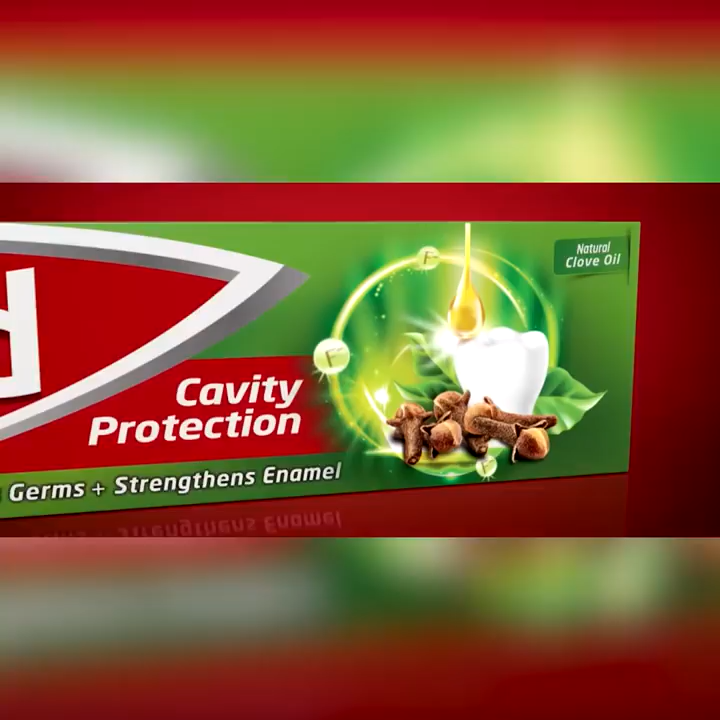 Natural
Clove Oil
d
Cavity
Protection
Germs + Strengthens Enamel
F
F
F